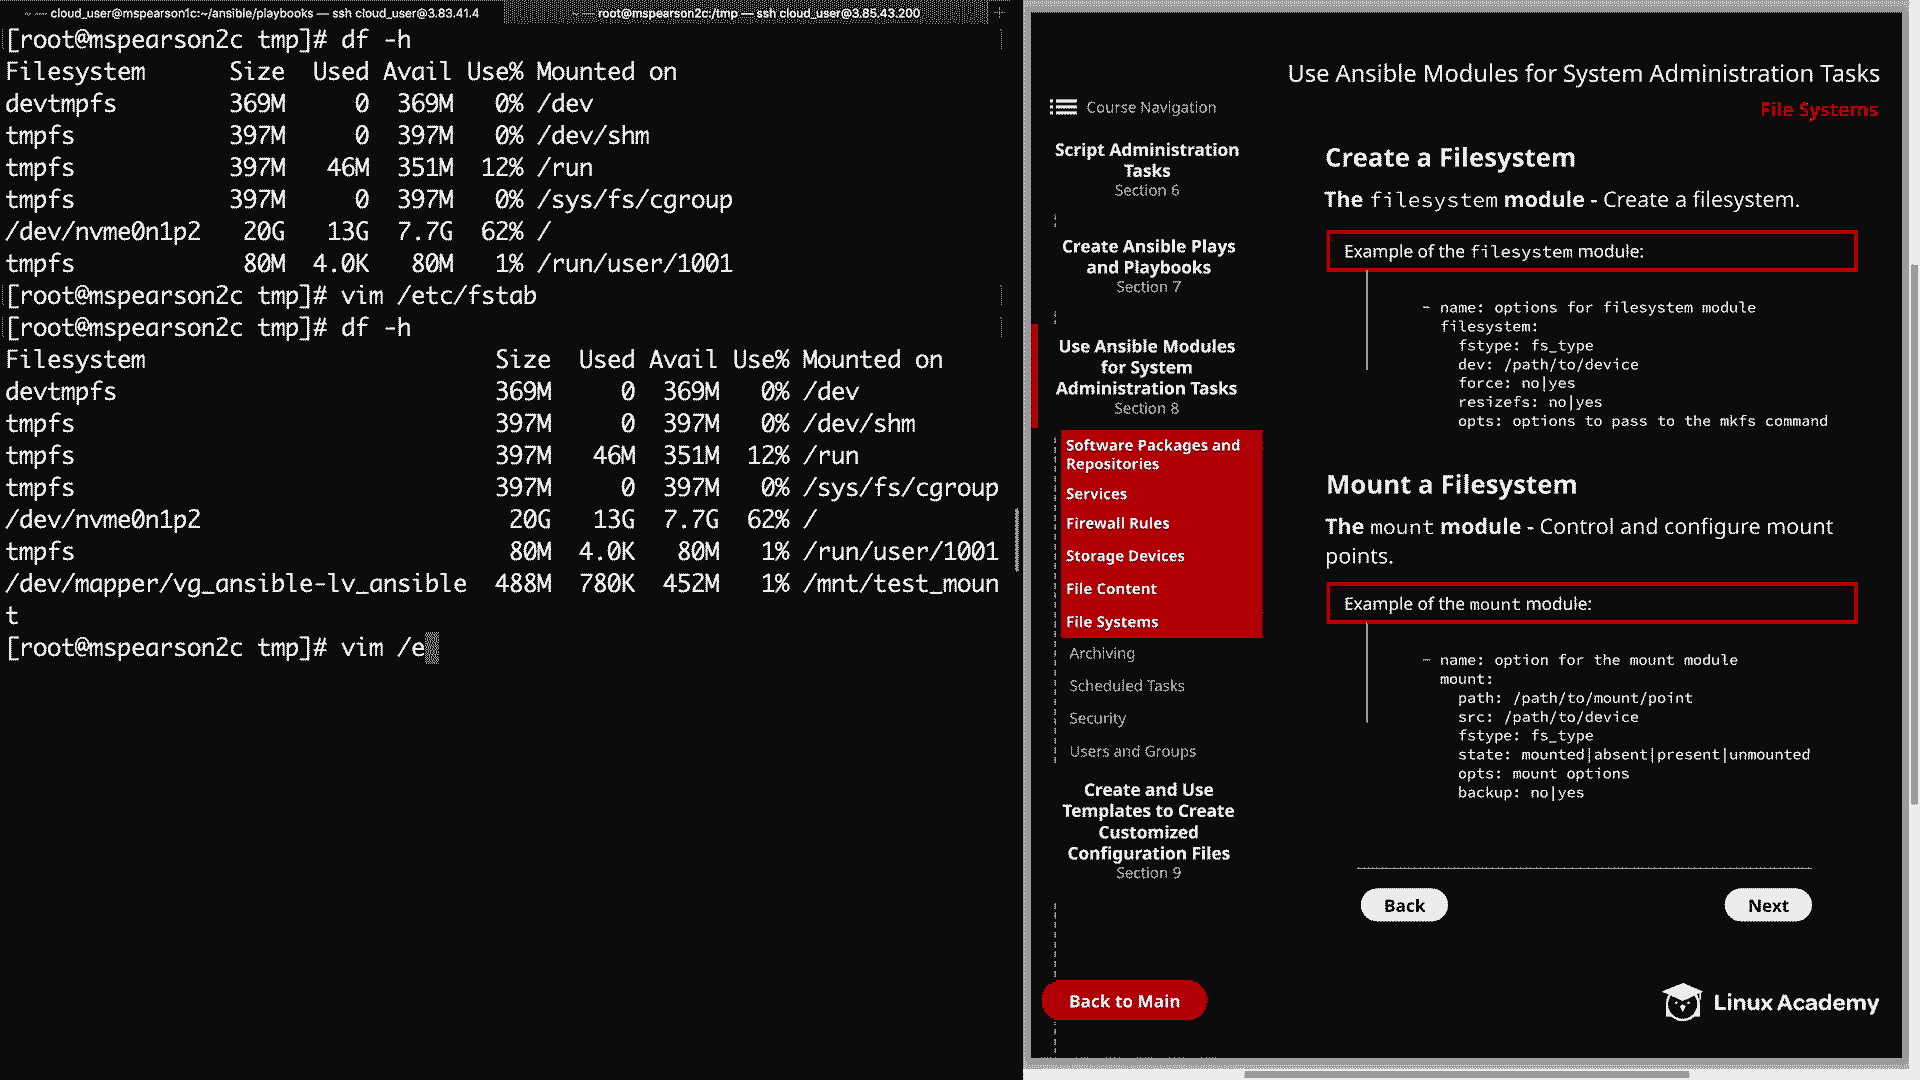 ~ — cloud_user@mspearson1c:~/ansible/playbooks — ssh cloud_user@3.83.41.4
~ — root@mspearson2c:/tmp — ssh cloud_user@3.85.43.200
+
[root@mspearson2c tmp]# df -h
Filesystem Size Used Avail Use% Mounted on
devtmpfs 369M 0 369M 0% /dev
tmpfs 397M 0 397M 0% /dev/shm
tmpfs 397M 46M 351M 12% /run
tmpfs 397M 0 397M 0% /sys/fs/cgroup
/dev/nvme0n1p2 20G 13G 7.7G 62% /
tmpfs 80M 4.0K 80M 1% /run/user/1001
[root@mspearson2c tmp]# vim /etc/fstab
[root@mspearson2c tmp]# df -h
Filesystem Size Used Avail Use% Mounted on
devtmpfs 369M 0 369M 0% /dev
tmpfs 397M 0 397M 0% /dev/shm
tmpfs 397M 46M 351M 12% /run
tmpfs 397M 0 397M 0% /sys/fs/cgroup
/dev/nvme0n1p2 20G 13G 7.7G 62% /
tmpfs 80M 4.0K 80M 1% /run/user/1001
/dev/mapper/vg_ansible-lv_ansible 488M 780K 452M 1% /mnt/test_moun
t
[root@mspearson2c tmp]# vim /e
Use Ansible Modules for System Administration Tasks
File Systems
Course Navigation
Script Administration
Tasks
Section 6
Create Ansible Plays
and Playbooks
Section 7
Use Ansible Modules
for System
Administration Tasks
Section 8
Software Packages and
Repositories
Services
Firewall Rules
Storage Devices
File Content
File Systems
Archiving
Scheduled Tasks
Security
Users and Groups
Create and Use
Templates to Create
Customized
Configuration Files
Section 9
Back to Main
Create a Filesystem
The filesystem module - Create a filesystem.
Example of the filesystem module:
- name: options for filesystem module
filesystem:
fstype: fs_type
dev: /path/to/device
force: no|yes
resizefs: no|yes
opts: options to pass to the mkfs command
Mount a Filesystem
The mount module - Control and configure mount
points.
Example of the mount module:
- name: option for the mount module
mount:
path: /path/to/mount/point
src: /path/to/device
fstype: fs_type
state: mounted|absent|present|unmounted
opts: mount options
backup: no|yes
Back
Next
Linux Academy